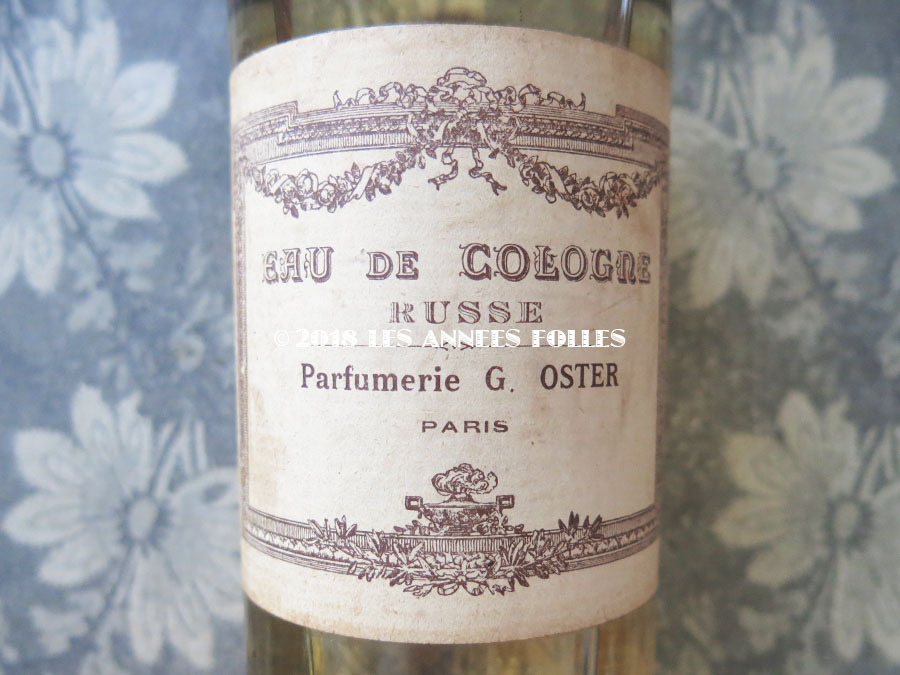 EAU DE COLOGNE
RUSSE
© 2018 LES ANNEES FOLLES
Parfumerie G. OSTER
PARIS